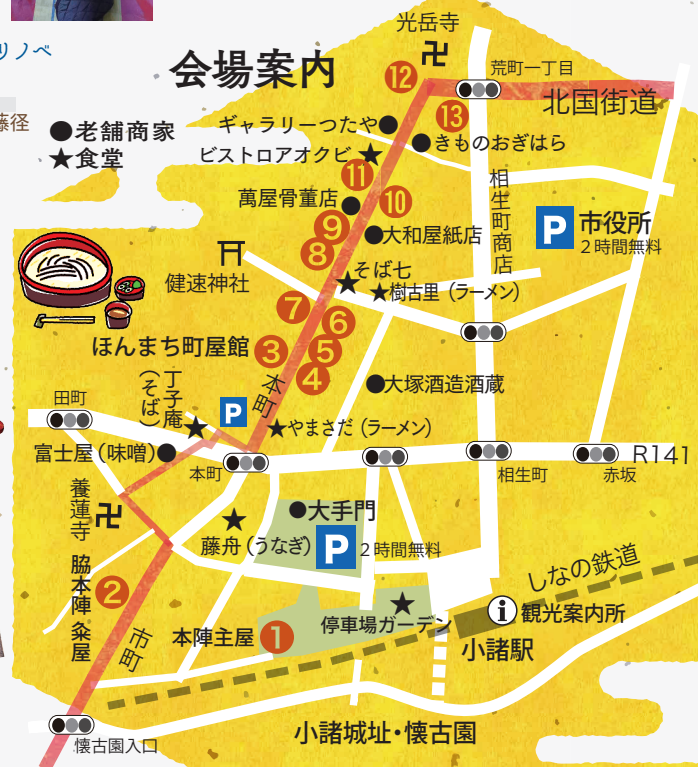 リノベ
藤径
会場案内
●老舗商家
★食堂
光岳寺
卍
⑫
荒町一丁目
北国街道
⑬
ギャラリーつたや
きものおぎはら
ビストロアオクビ
⑪
相生町商店
萬屋骨董店
⑩
P 市役所
2時間無料
⑨
大和屋紙店
⑧
健速神社
そば七
樹古里（ラーメン）
⑦
⑥
ほんまち町屋館
③
⑤
④
本町
大塚酒造酒蔵
田町
丁子庵
（そば）
P
やまさだ（ラーメン）
富士屋（味噌）
本町
相生町
赤坂
R141
養蓮寺
卍
大手門
藤舟（うなぎ）
P 2時間無料
脇本陣 粂屋
②
しなの鉄道
停車場ガーデン
i 観光案内所
市町
本陣主屋
①
小諸駅
小諸城址・懐古園
懐古園入口